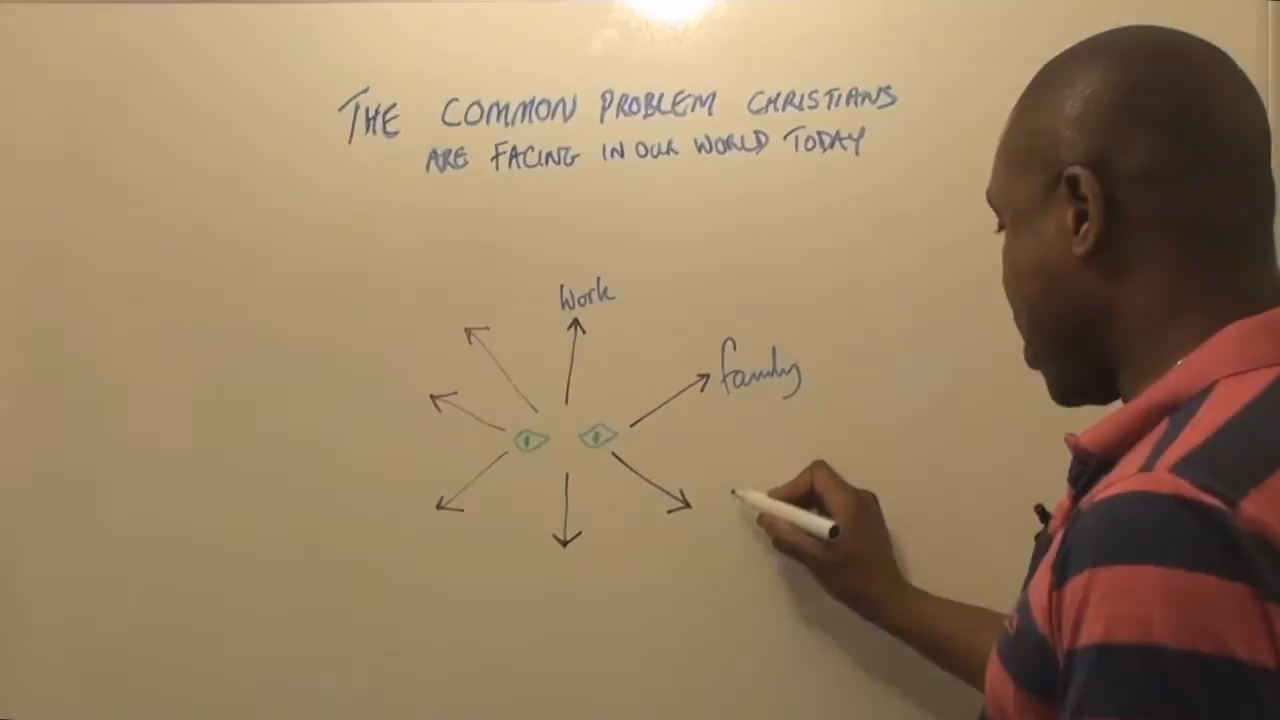 THE COMMON PROBLEM CHRISTIANS
ARE FACING IN OUR WORLD TODAY
Work
family